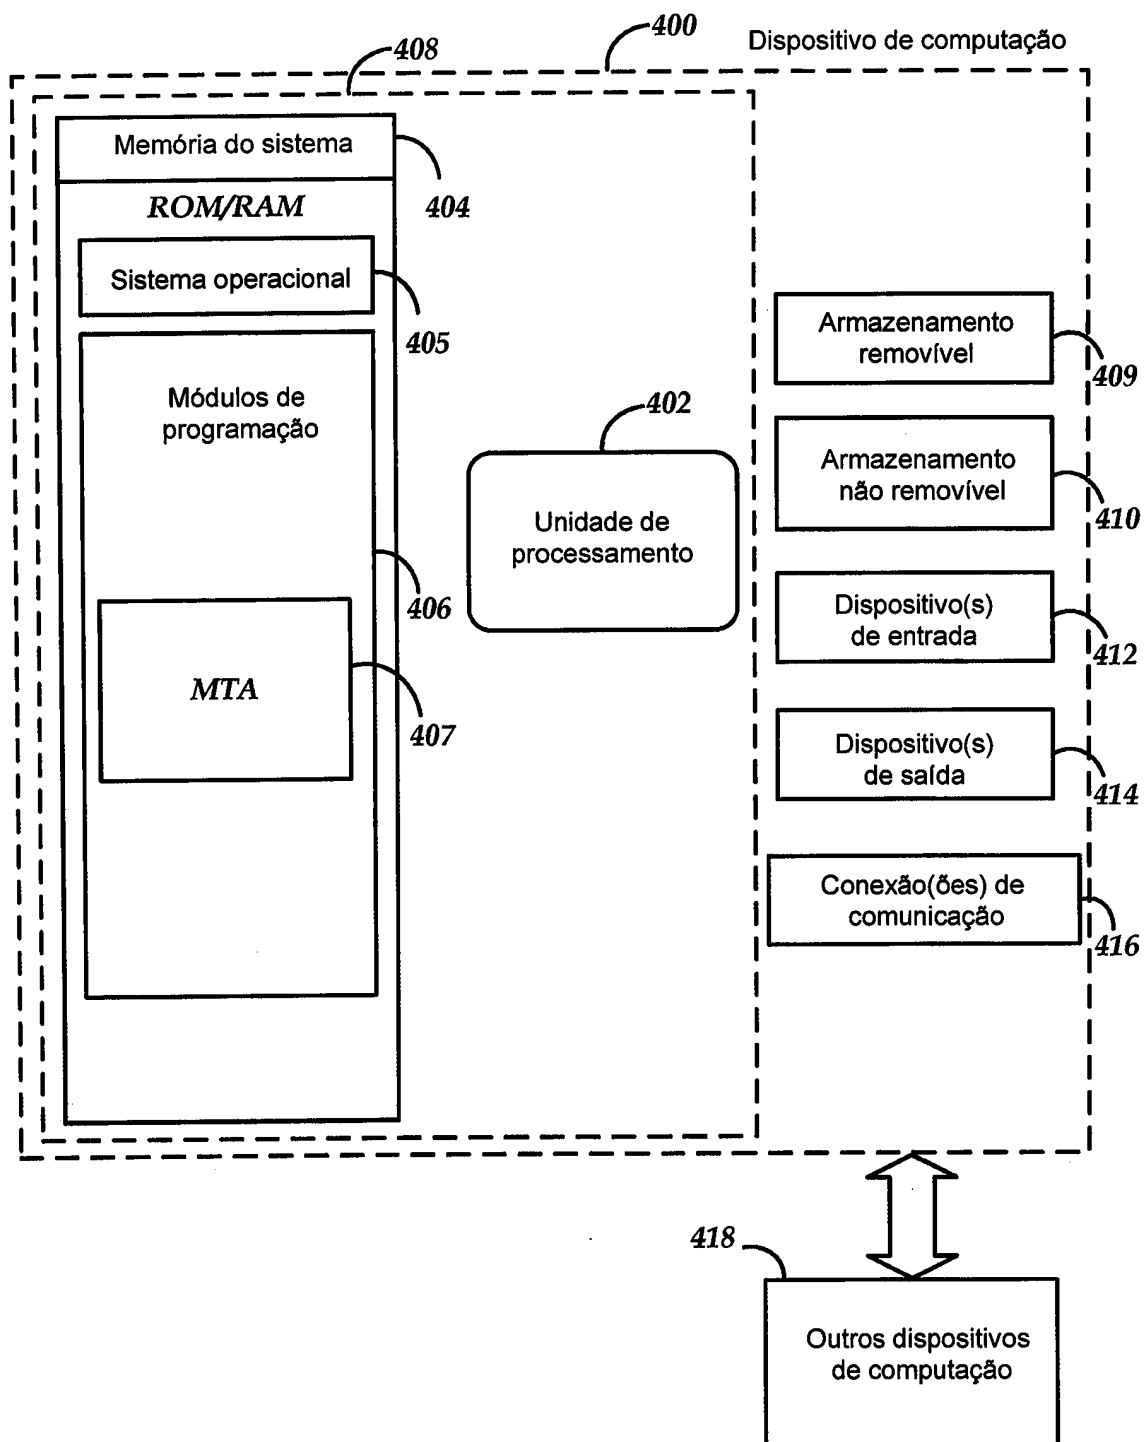 400
Dispositivo de computação
408
Memória do sistema
404
ROM/RAM
Sistema operacional
405
Módulos de
programação
406
MTA
407
402
Unidade de
processamento
Armazenamento
removível
409
Armazenamento
não removível
410
Dispositivo(s)
de entrada
412
Dispositivo(s)
de saída
414
Conexão(ões) de
comunicação
416
418
Outros dispositivos
de computação